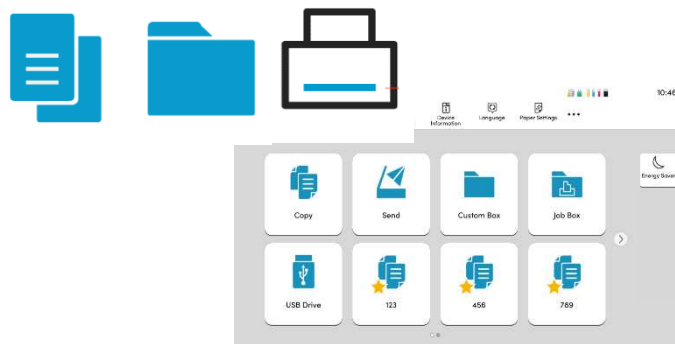 10:46
Device Information
Language
Paper Settings
Energy Saver
Copy
Send
Custom Box
Job Box
USB Drive
123
456
789